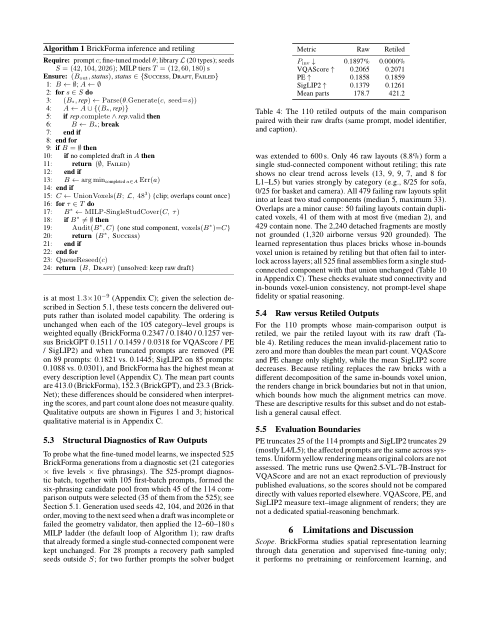 Algorithm 1 BrickForma inference and retiling
Require: prompt c; fine-tuned model θ; library ℒ (20 types); seeds
S = (42, 104, 2026); MILP tiers T = (12, 60, 180) s
Ensure: (B_out, status), status ∈ {SUCCESS, DRAFT, FAILED}
1: B ← ∅; A ← ∅
2: for s ∈ S do
3: (B_s, rep) ← Parse(θ.Generate(c, seed=s))
4: A ← A ∪ {(B_s, rep)}
5: if rep.complete ∧ rep.valid then
6: B ← B_s; break
7: end if
8: end for
9: if B = ∅ then
10: if no completed draft in A then
11: return (∅, FAILED)
12: end if
13: B ← arg min_completed a∈A Err(a)
14: end if
15: C ← UnionVoxels(B; ℒ, 48³) (clip; overlaps count once)
16: for τ ∈ T do
17: B* ← MILP-SingleStudCover(C, τ)
18: if B* ≠ ∅ then
19: Audit(B*, C) (one stud component, voxels(B*)=C)
20: return (B*, SUCCESS)
21: end if
22: end for
23: QueueReseed(c)
24: return (B, DRAFT) (unsolved: keep raw draft)
is at most 1.3×10⁻⁹ (Appendix C); given the selection de-
scribed in Section 5.1, these tests concern the delivered out-
puts rather than isolated model capability. The ordering is
unchanged when each of the 105 category–level groups is
weighted equally (BrickForma 0.2347 / 0.1840 / 0.1257 ver-
sus BrickGPT 0.1511 / 0.1459 / 0.0318 for VQAScore / PE
/ SigLIP2) and when truncated prompts are removed (PE
on 89 prompts: 0.1821 vs. 0.1445; SigLIP2 on 85 prompts:
0.1088 vs. 0.0301), and BrickForma has the highest mean at
every description level (Appendix C). The mean part counts
are 413.0 (BrickForma), 152.3 (BrickGPT), and 23.3 (Brick-
Net); these differences should be considered when interpret-
ing the scores, and part count alone does not measure quality.
Qualitative outputs are shown in Figures 1 and 3; historical
qualitative material is in Appendix C.
5.3 Structural Diagnostics of Raw Outputs
To probe what the fine-tuned model learns, we inspected 525
BrickForma generations from a diagnostic set (21 categories
× five levels × five phrasings). The 525-prompt diagnos-
tic batch, together with 105 first-batch prompts, formed the
six-phrasing candidate pool from which 45 of the 114 com-
parison outputs were selected (35 of them from the 525); see
Section 5.1. Generation used seeds 42, 104, and 2026 in that
order, moving to the next seed when a draft was incomplete or
failed the geometry validator, then applied the 12–60–180 s
MILP ladder (the default loop of Algorithm 1); raw drafts
that already formed a single stud-connected component were
kept unchanged. For 28 prompts a recovery path sampled
seeds outside S; for two further prompts the solver budget
Metric Raw Retiled
P_inv ↓ 0.1897% 0.0000%
VQAScore ↑ 0.2065 0.2071
PE ↑ 0.1858 0.1859
SigLIP2 ↑ 0.1379 0.1261
Mean parts 178.7 421.2
Table 4: The 110 retiled outputs of the main comparison
paired with their raw drafts (same prompt, model identifier,
and caption).
was extended to 600 s. Only 46 raw layouts (8.8%) form a
single stud-connected component without retiling; this rate
shows no clear trend across levels (13, 9, 9, 7, and 8 for
L1–L5) but varies strongly by category (e.g., 8/25 for sofa,
0/25 for basket and camera). All 479 failing raw layouts split
into at least two stud components (median 5, maximum 33).
Overlaps are a minor cause: 50 failing layouts contain dupli-
cated voxels, 41 of them with at most five (median 2), and
429 contain none. The 2,240 detached fragments are mostly
not grounded (1,320 airborne versus 920 grounded). The
learned representation thus places bricks whose in-bounds
voxel union is retained by retiling but that often fail to inter-
lock across layers; all 525 final assemblies form a single stud-
connected component with that union unchanged (Table 10
in Appendix C). These checks evaluate stud connectivity and
in-bounds voxel-union consistency, not prompt-level shape
fidelity or spatial reasoning.
5.4 Raw versus Retiled Outputs
For the 110 prompts whose main-comparison output is
retiled, we pair the retiled layout with its raw draft (Ta-
ble 4). Retiling reduces the mean invalid-placement ratio to
zero and more than doubles the mean part count. VQAScore
and PE change only slightly, while the mean SigLIP2 score
decreases. Because retiling replaces the raw bricks with a
different decomposition of the same in-bounds voxel union,
the renders change in brick boundaries but not in that union,
which bounds how much the alignment metrics can move.
These are descriptive results for this subset and do not estab-
lish a general causal effect.
5.5 Evaluation Boundaries
PE truncates 25 of the 114 prompts and SigLIP2 truncates 29
(mostly L4/L5); the affected prompts are the same across sys-
tems. Uniform yellow rendering means original colors are not
assessed. The metric runs use Qwen2.5-VL-7B-Instruct for
VQAScore and are not an exact reproduction of previously
published evaluations, so the scores should not be compared
directly with values reported elsewhere. VQAScore, PE, and
SigLIP2 measure text–image alignment of renders; they are
not a dedicated spatial-reasoning benchmark.
6 Limitations and Discussion
Scope. BrickForma studies spatial representation learning
through data generation and supervised fine-tuning only;
it performs no pretraining or reinforcement learning, and